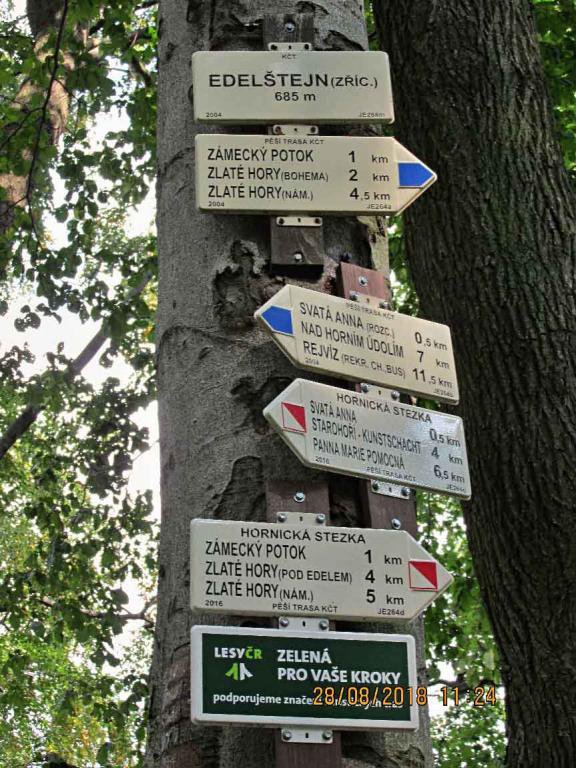 KČT
EDELŠTEJN (ZŘÍC.)
685 m
2004 JE264m
PĚŠÍ TRASA KČT
ZÁMECKÝ POTOK 1 km
ZLATÉ HORY (BOHEMA) 2 km
ZLATÉ HORY (NÁM.) 4,5 km
2004 JE264a
PĚŠÍ TRASA KČT
SVATÁ ANNA (ROZC.) 0,5 km
NAD HORNÍM ÚDOLÍM 7 km
REJVÍZ (REKR. CH., BUS) 11,5 km
2004
HORNICKÁ STEZKA
SVATÁ ANNA 0,5 km
STAROHOŘÍ - KUNSTSCHACHT 4 km
PANNA MARIE POMOCNÁ 6,5 km
2016 PĚŠÍ TRASA KČT
HORNICKÁ STEZKA
ZÁMECKÝ POTOK 1 km
ZLATÉ HORY (POD EDELEM) 4 km
ZLATÉ HORY (NÁM.) 5 km
2016 PĚŠÍ TRASA KČT JE264d
LESY ČR ZELENÁ
PRO VAŠE KROKY
podporujeme
28/08/2018 11:24